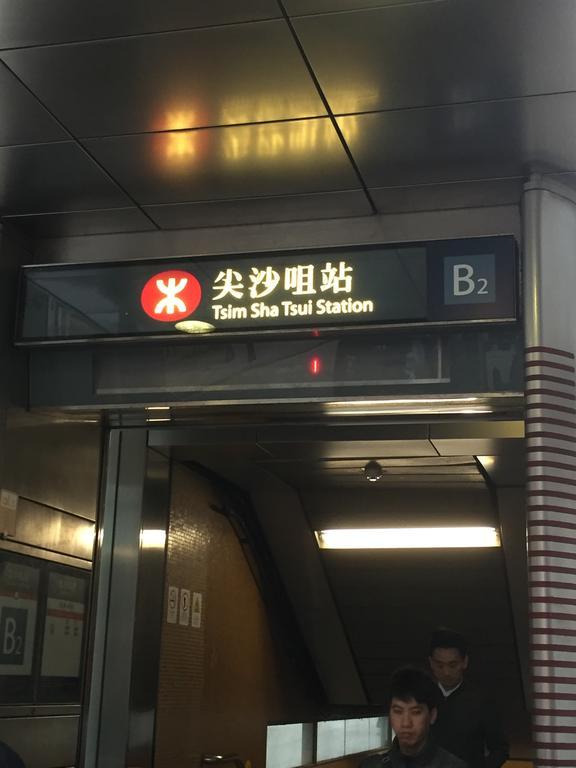 尖沙咀站
Tsim Sha Tsui Station
B2
B2